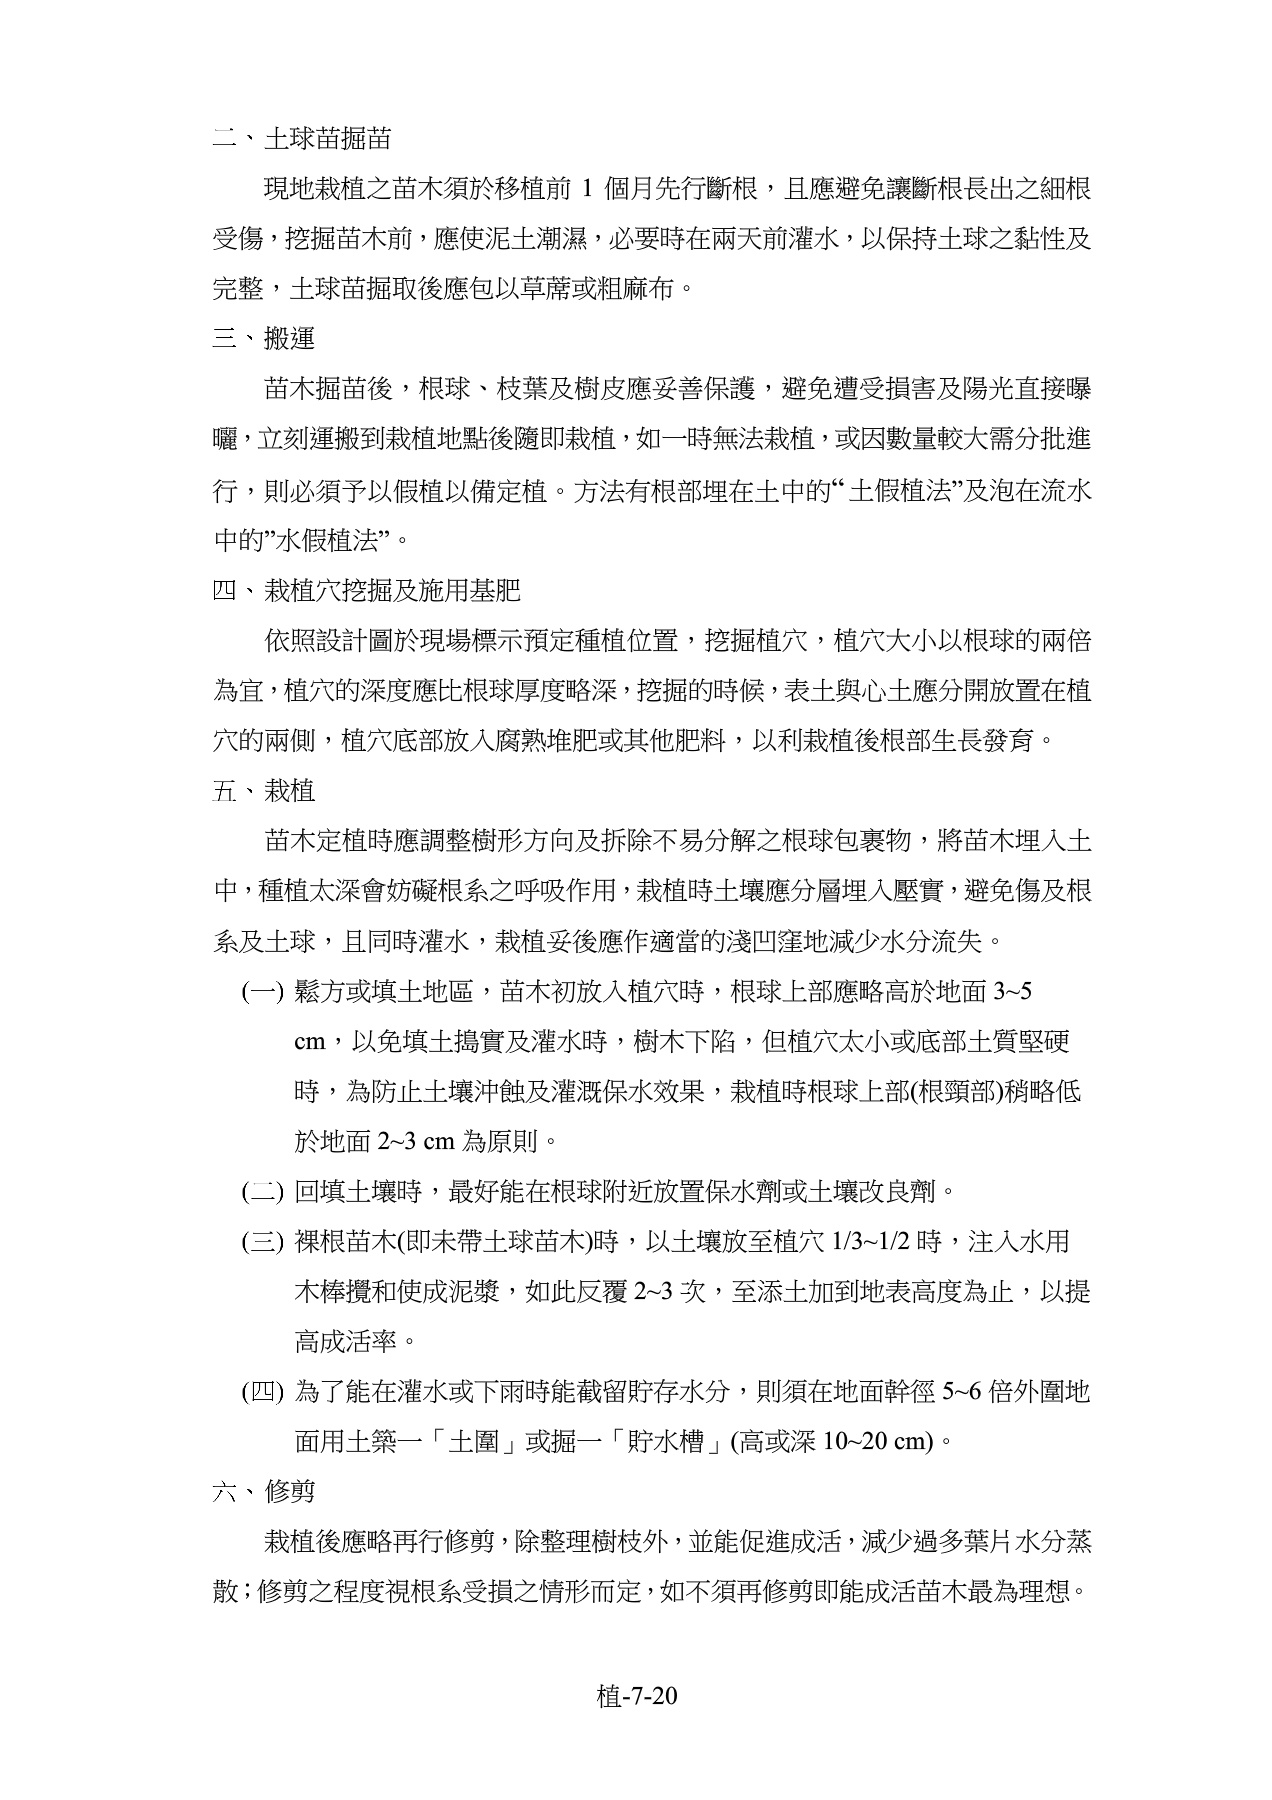 二、土球苗掘苗
現地栽植之苗木須於移植前 1 個月先行斷根，且應避免讓斷根長出之細根
受傷，挖掘苗木前，應使泥土潮濕，必要時在兩天前灌水，以保持土球之黏性及
完整，土球苗掘取後應包以草蓆或粗麻布。
三、搬運
苗木掘苗後，根球、枝葉及樹皮應妥善保護，避免遭受損害及陽光直接曝
曬，立刻運搬到栽植地點後隨即栽植，如一時無法栽植，或因數量較大需分批進
行，則必須予以假植以備定植。方法有根部埋在土中的“土假植法”及泡在流水
中的”水假植法”。
四、栽植穴挖掘及施用基肥
依照設計圖於現場標示預定種植位置，挖掘植穴，植穴大小以根球的兩倍
為宜，植穴的深度應比根球厚度略深，挖掘的時候，表土與心土應分開放置在植
穴的兩側，植穴底部放入腐熟堆肥或其他肥料，以利栽植後根部生長發育。
五、栽植
苗木定植時應調整樹形方向及拆除不易分解之根球包裹物，將苗木埋入土
中，種植太深會妨礙根系之呼吸作用，栽植時土壤應分層埋入壓實，避免傷及根
系及土球，且同時灌水，栽植妥後應作適當的淺凹窪地減少水分流失。
(一) 鬆方或填土地區，苗木初放入植穴時，根球上部應略高於地面 3~5
cm，以免填土搗實及灌水時，樹木下陷，但植穴太小或底部土質堅硬
時，為防止土壤沖蝕及灌溉保水效果，栽植時根球上部(根頸部)稍略低
於地面 2~3 cm 為原則。
(二) 回填土壤時，最好能在根球附近放置保水劑或土壤改良劑。
(三) 裸根苗木(即未帶土球苗木)時，以土壤放至植穴 1/3~1/2 時，注入水用
木棒攪和使成泥漿，如此反覆 2~3 次，至添土加到地表高度為止，以提
高成活率。
(四) 為了能在灌水或下雨時能截留貯存水分，則須在地面幹徑 5~6 倍外圍地
面用土築一「土圍」或掘一「貯水槽」(高或深 10~20 cm)。
六、修剪
栽植後應略再行修剪，除整理樹枝外，並能促進成活，減少過多葉片水分蒸
散；修剪之程度視根系受損之情形而定，如不須再修剪即能成活苗木最為理想。
植-7-20